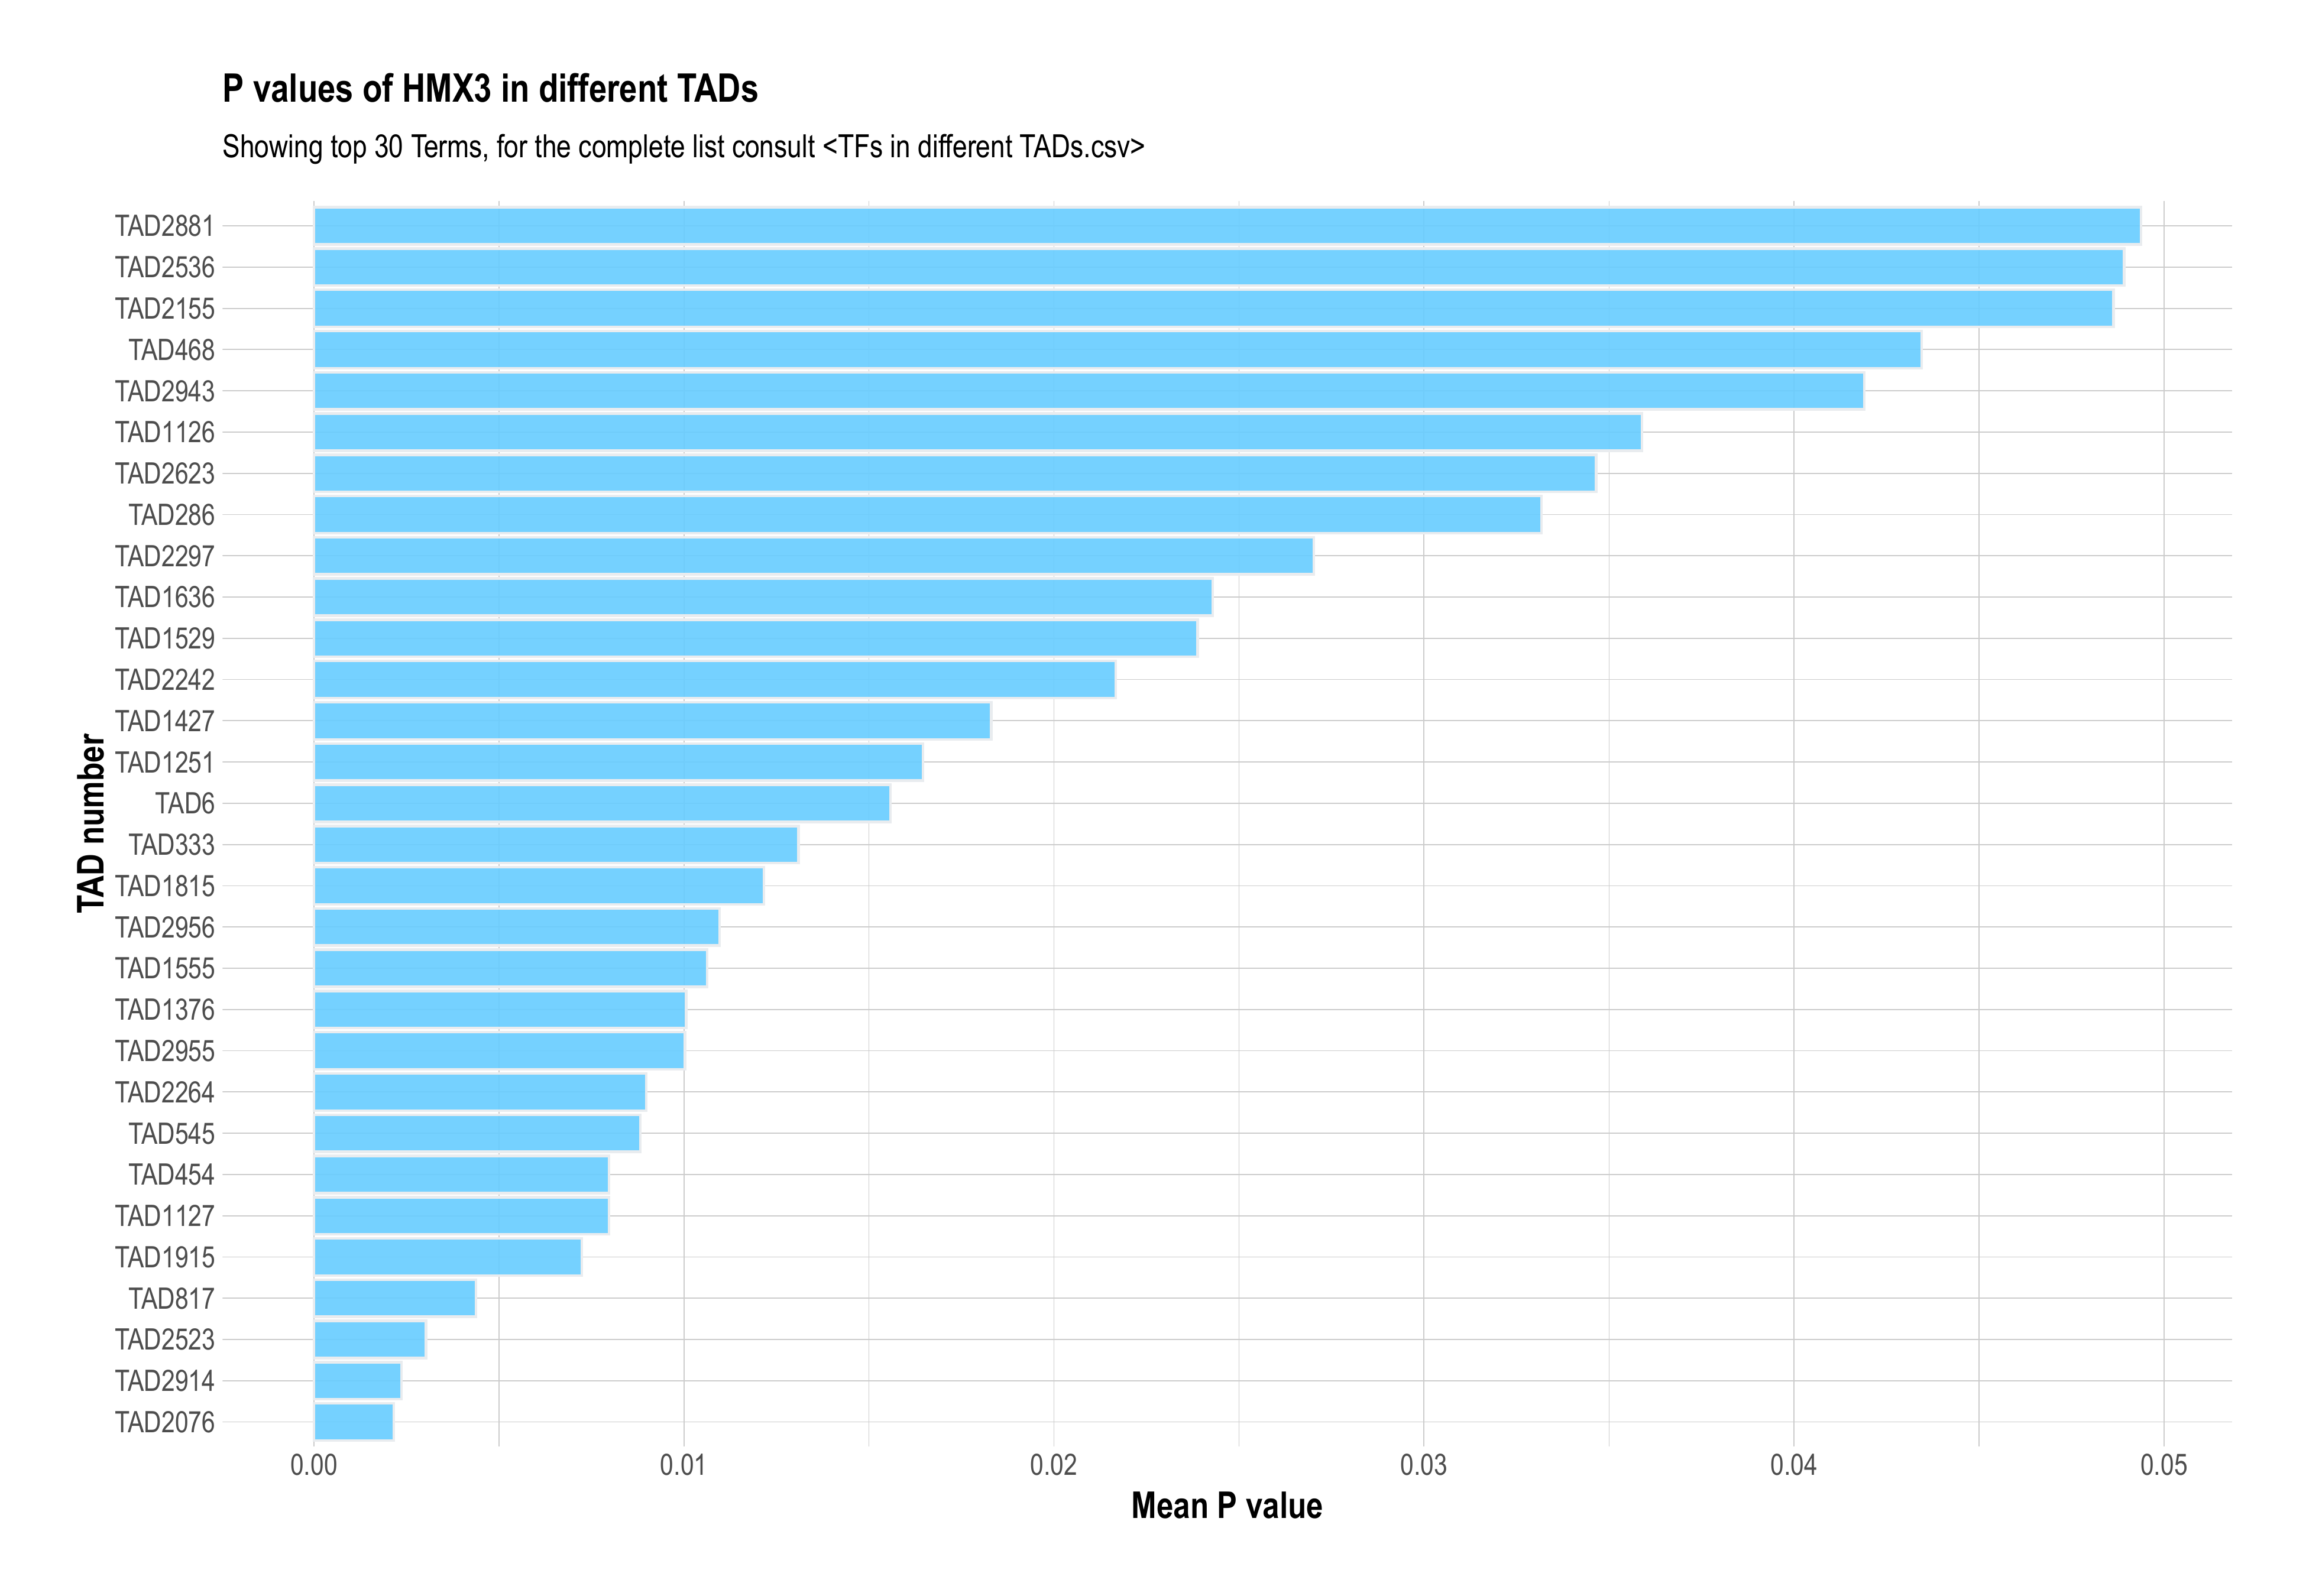 P values of HMX3 in different TADs
Showing top 30 Terms, for the complete list consult <TFs in different TADs.csv>
TAD2881
TAD2536
TAD2155
TAD468
TAD2943
TAD1126
TAD2623
TAD286
TAD2297
TAD1636
TAD1529
TAD2242
TAD1427
TAD1251
TAD6
TAD333
TAD1815
TAD2956
TAD1555
TAD1376
TAD2955
TAD2264
TAD545
TAD454
TAD1127
TAD1915
TAD817
TAD2523
TAD2914
TAD2076
TAD number
0.00 0.01 0.02 0.03 0.04 0.05
Mean P value